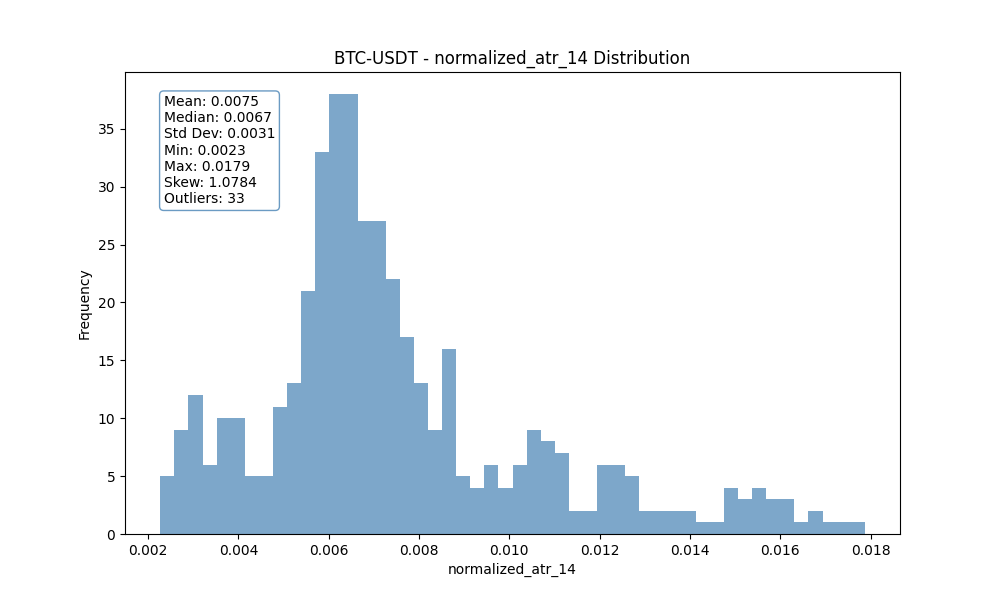 BTC-USDT - normalized_atr_14 Distribution
Mean: 0.0075
Median: 0.0067
Std Dev: 0.0031
Min: 0.0023
Max: 0.0179
Skew: 1.0784
Outliers: 33
Frequency
35
30
25
20
15
10
5
0
0.002 0.004 0.006 0.008 0.010 0.012 0.014 0.016 0.018
normalized_atr_14